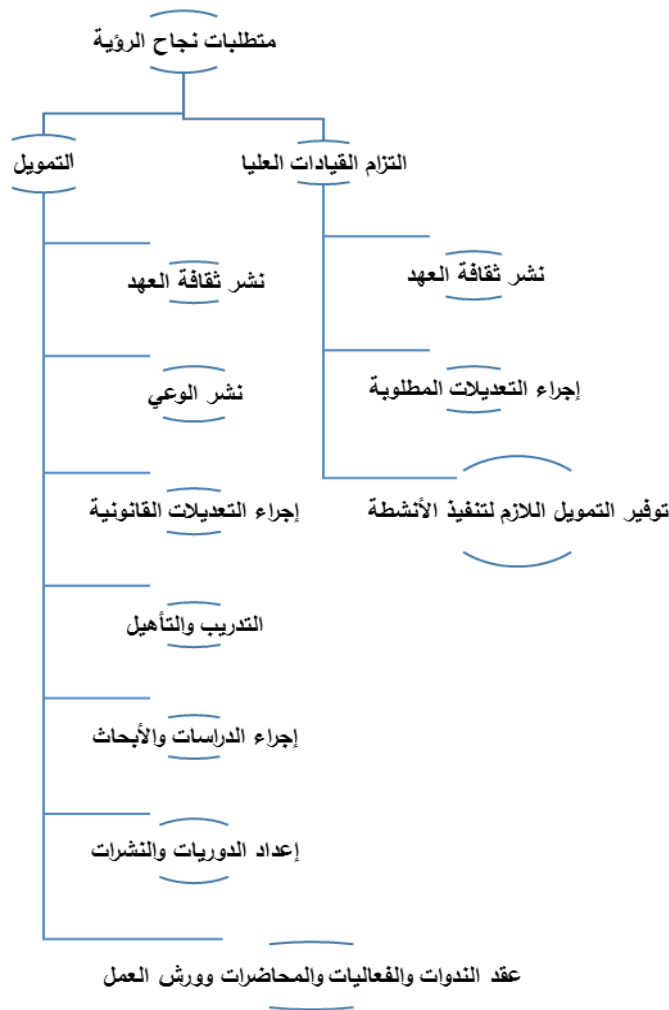 متطلبات نجاح الرؤية
التزام القيادات العليا
نشر ثقافة العهد
إجراء التعديلات المطلوبة
توفير التمويل اللازم لتنفيذ الأنشطة
التمويل
نشر ثقافة العهد
نشر الوعي
إجراء التعديلات القانونية
التدريب والتأهيل
إجراء الدراسات والأبحاث
إعداد الدوريات والنشرات
عقد الندوات والفعاليات والمحاضرات وورش العمل